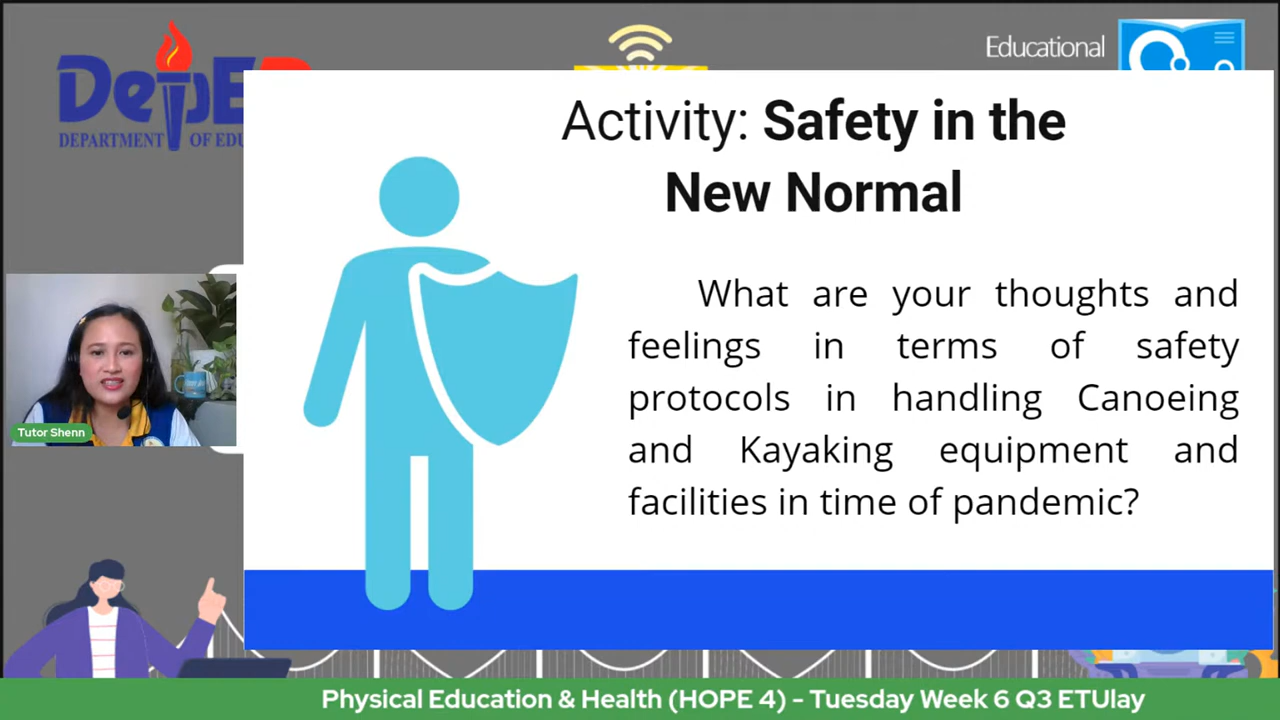 DepE
DEPARTMENT OF EDU
Educational
Activity: Safety in the
New Normal
What are your thoughts and
feelings in terms of safety
protocols in handling Canoeing
and Kayaking equipment and
facilities in time of pandemic?
Tutor Shenn
Physical Education & Health (HOPE 4) - Tuesday Week 6 Q3 ETUlay